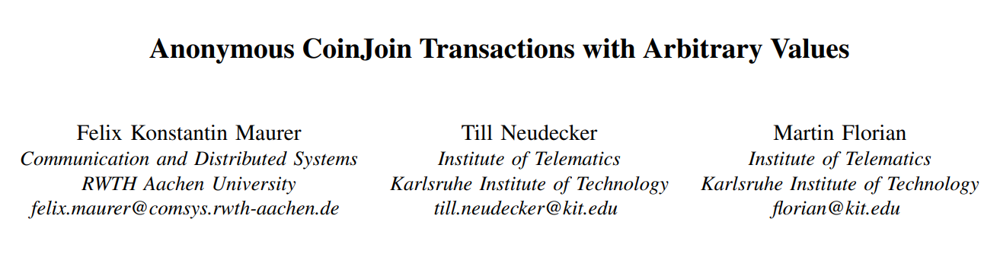 Anonymous CoinJoin Transactions with Arbitrary Values
Felix Konstantin Maurer
Communication and Distributed Systems
RWTH Aachen University
felix.maurer@comsys.rwth-aachen.de
Till Neudecker
Institute of Telematics
Karlsruhe Institute of Technology
till.neudecker@kit.edu
Martin Florian
Institute of Telematics
Karlsruhe Institute of Technology
florian@kit.edu